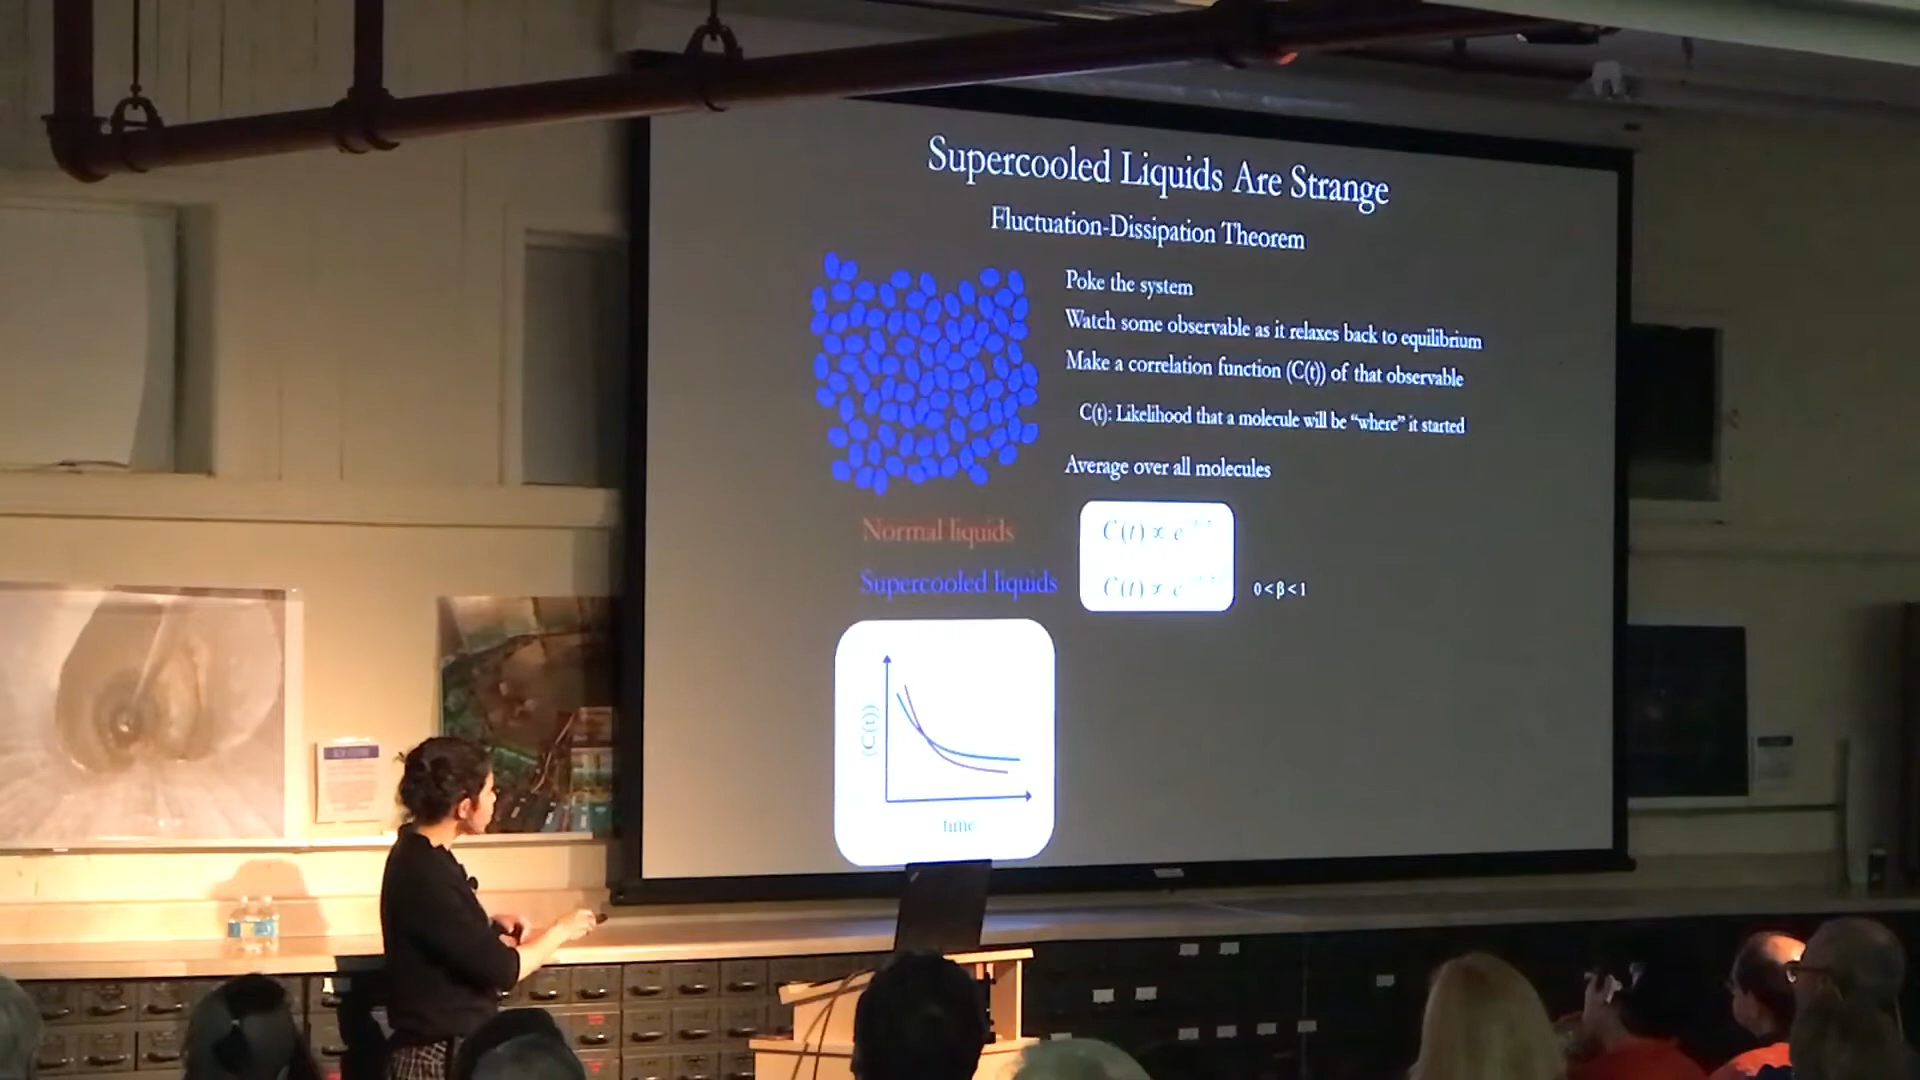 Supercooled Liquids Are Strange
Fluctuation-Dissipation Theorem
Poke the system
Watch some observable as it relaxes back to equilibrium
Make a correlation function (C(t)) of that observable
C(t): Likelihood that a molecule will be “where” it started
Average over all molecules
Normal liquids
C(t) ∝ e
Supercooled liquids
C(t) ∝ e
0 < β < 1
(C(t))
time